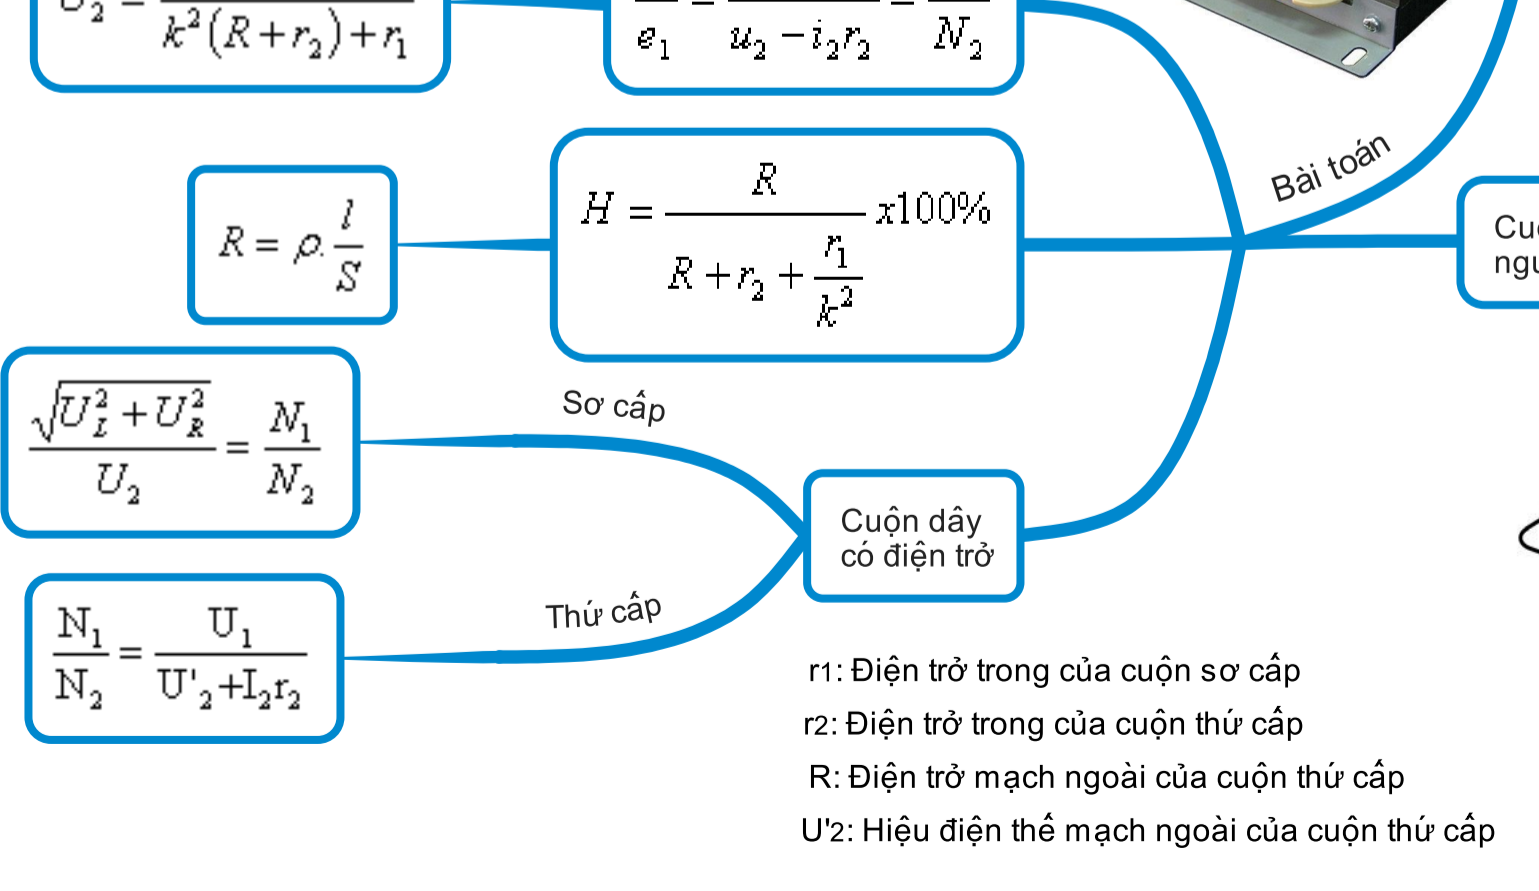 k²(R+r₂)+r₁
e₁ u₂ −i₂r₂ N₂
Bài toán
H = R / (R+r₂+ r₁/k²) x100%
R = ρ. l/S
Sơ cấp
√(U²_L + U²_R) / U₂ = N₁/N₂
Cuộn dây
có điện trở
Thứ cấp
N₁/N₂ = U₁/(U'₂+I₂r₂)
r1: Điện trở trong của cuộn sơ cấp
r2: Điện trở trong của cuộn thứ cấp
R: Điện trở mạch ngoài của cuộn thứ cấp
U'2: Hiệu điện thế mạch ngoài của cuộn thứ cấp